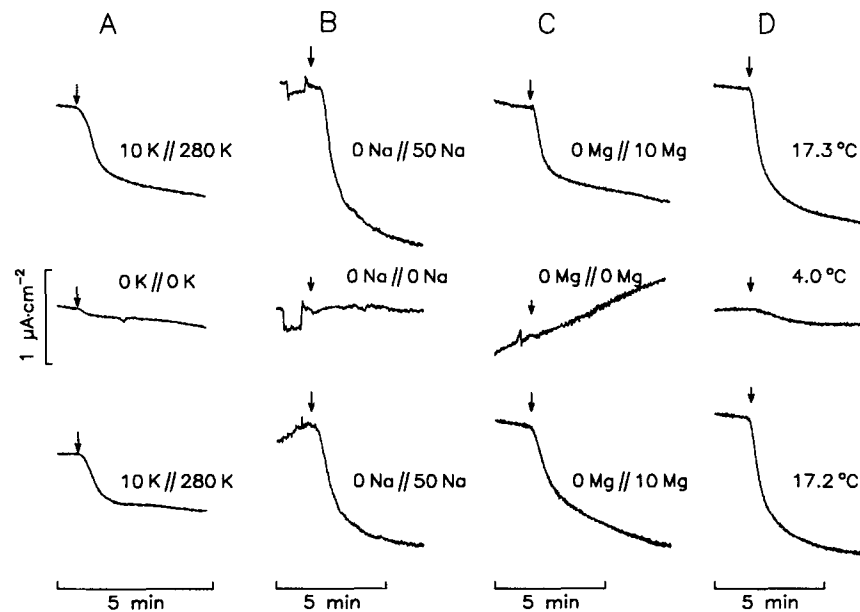 A B C D
10 K // 280 K
0 Na // 50 Na
0 Mg // 10 Mg
17.3 °C
1 µA·cm⁻²
0 K // 0 K
0 Na // 0 Na
0 Mg // 0 Mg
4.0 °C
10 K // 280 K
0 Na // 50 Na
0 Mg // 10 Mg
17.2 °C
5 min
5 min
5 min
5 min